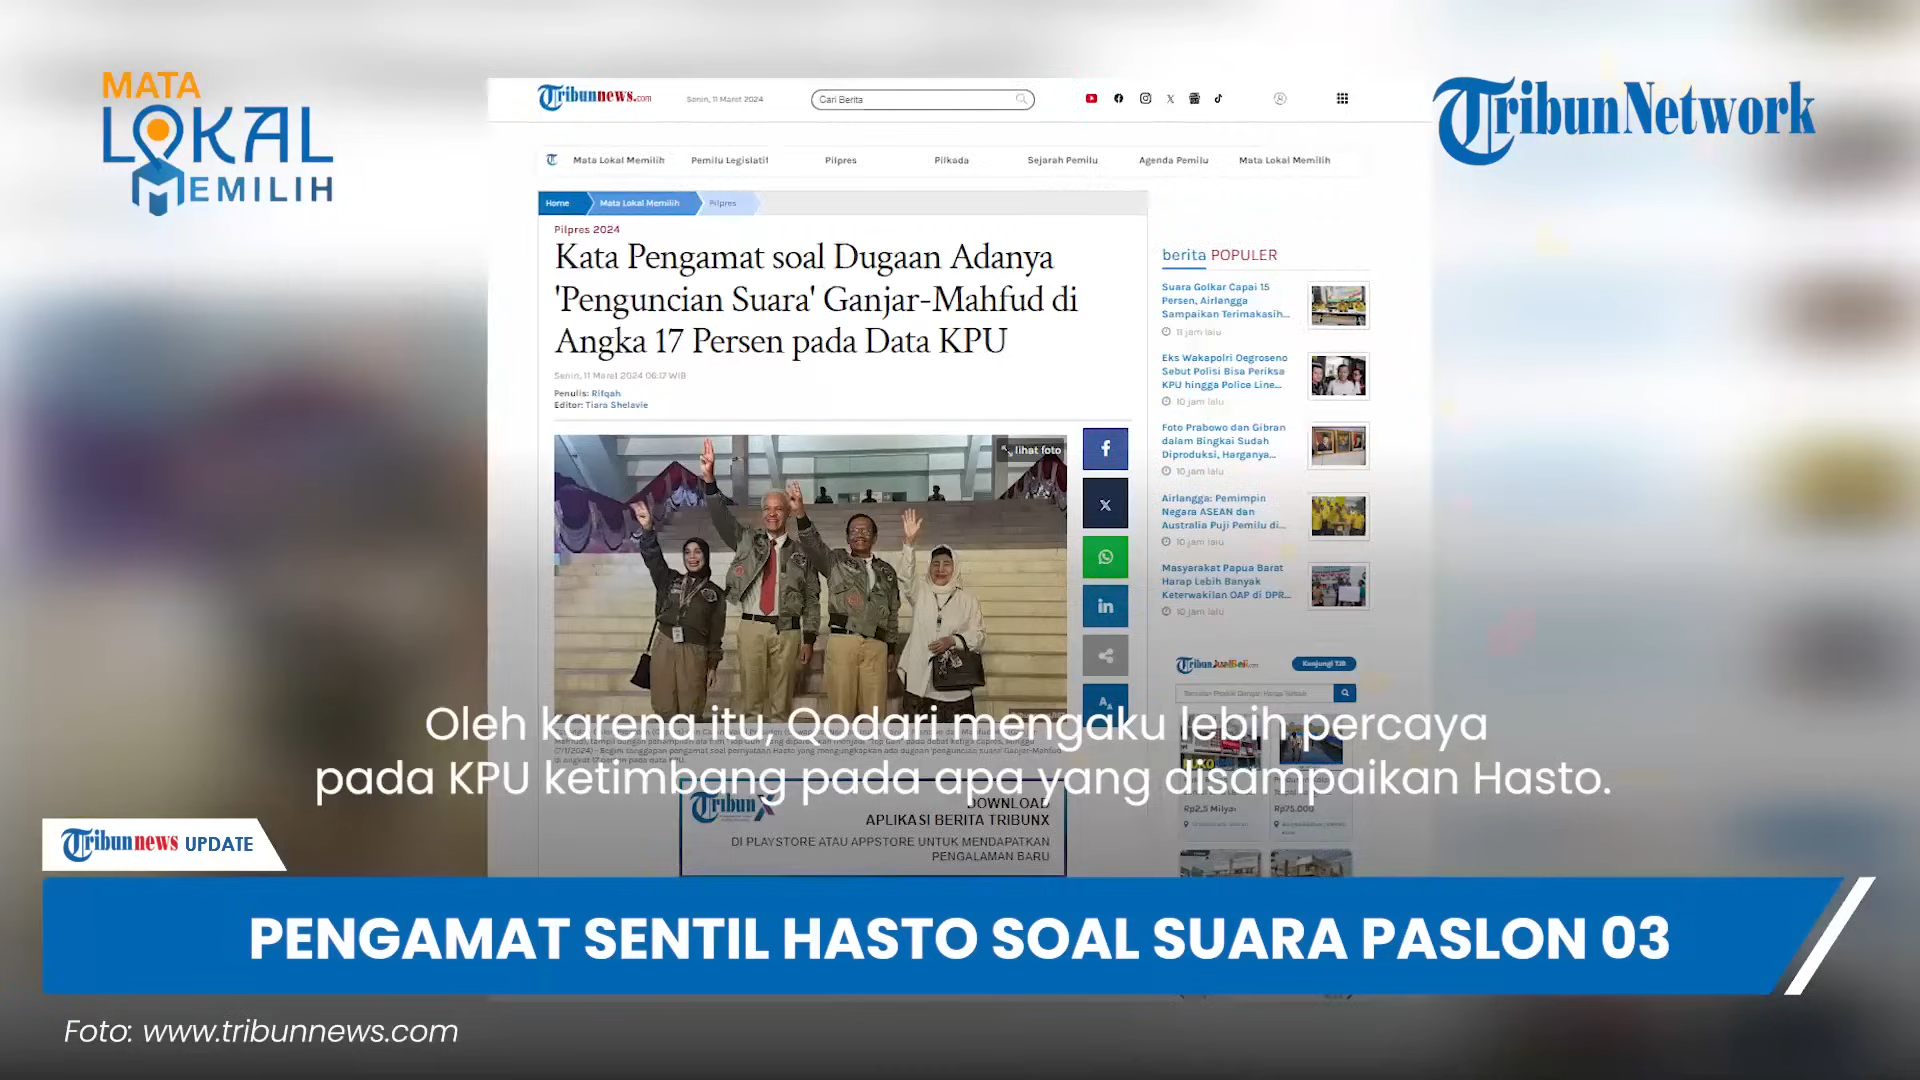 MATA
LOKAL
MEMILIH
Tribunnews.com
Senin, 11 Maret 2024
Cari Berita
TribunNetwork
Mata Lokal Memilih
Pemilu Legislatif
Pilpres
Pilkada
Sejarah Pemilu
Agenda Pemilu
Mata Lokal Memilih
Home
Mata Lokal Memilih
Pilpres
Pilpres 2024
Kata Pengamat soal Dugaan Adanya
'Penguncian Suara' Ganjar-Mahfud di
Angka 17 Persen pada Data KPU
Senin, 11 Maret 2024 06:17 WIB
Penulis: Rifqah
Editor: Tiara Shelavie
lihat foto
berita POPULER
Suara Golkar Capai 15
Persen, Airlangga
Sampaikan Terimakasih...
11 jam lalu
Eks Wakapolri Oegroseno
Sebut Polisi Bisa Periksa
KPU hingga Police Line...
10 jam lalu
Foto Prabowo dan Gibran
dalam Bingkai Sudah
Diproduksi, Harganya...
10 jam lalu
Airlangga: Pemimpin
Negara ASEAN dan
Australia Puji Pemilu di...
10 jam lalu
Masyarakat Papua Barat
Harap Lebih Banyak
Keterwakilan OAP di DPR...
10 jam lalu
TribunJualBeli.com
Kunjungi TJB
Oleh karena itu, Qodari mengaku lebih percaya
pada KPU ketimbang pada apa yang disampaikan Hasto.
Rp2,5 Milyar
Rp75.000
Tribun X
DOWNLOAD
APLIKASI BERITA TRIBUNX
DI PLAYSTORE ATAU APPSTORE UNTUK MENDAPATKAN
PENGALAMAN BARU
Tribunnews UPDATE
PENGAMAT SENTIL HASTO SOAL SUARA PASLON 03
Foto: www.tribunnews.com